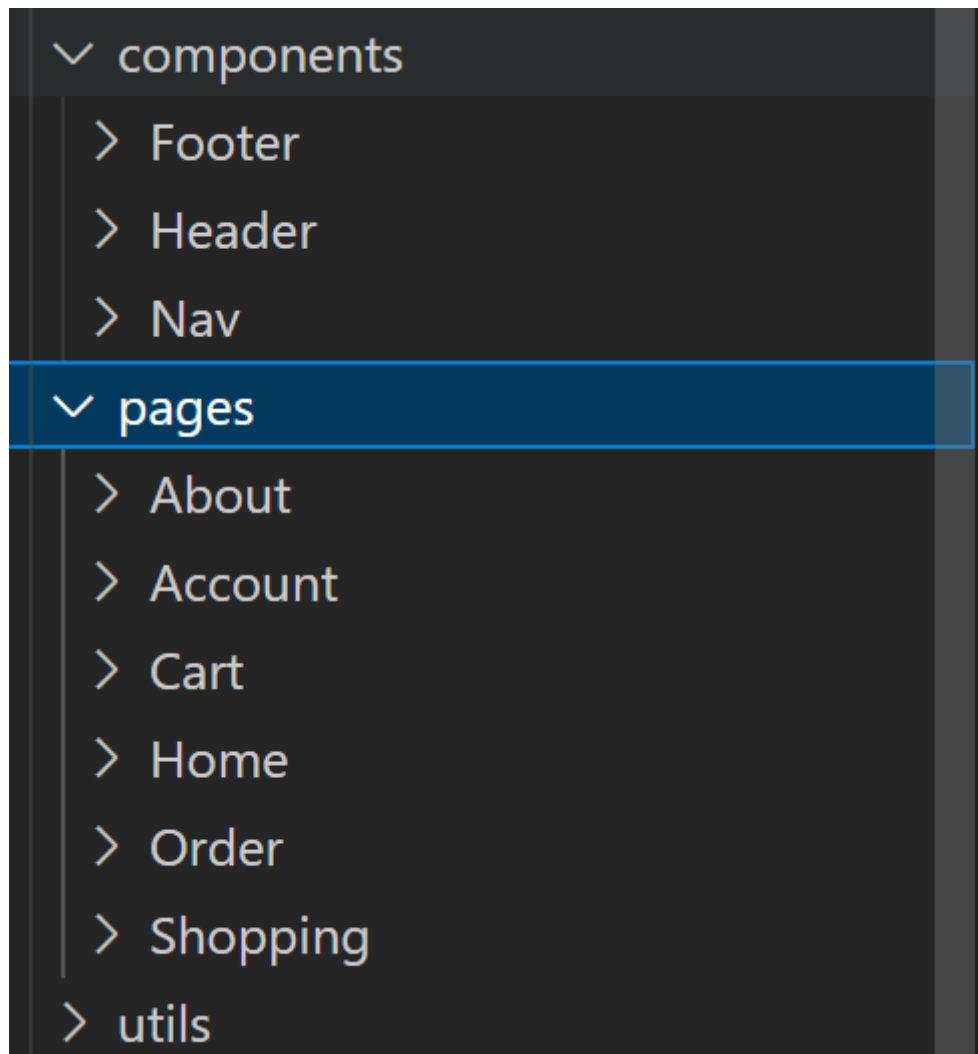 components
Footer
Header
Nav
pages
About
Account
Cart
Home
Order
Shopping
utils